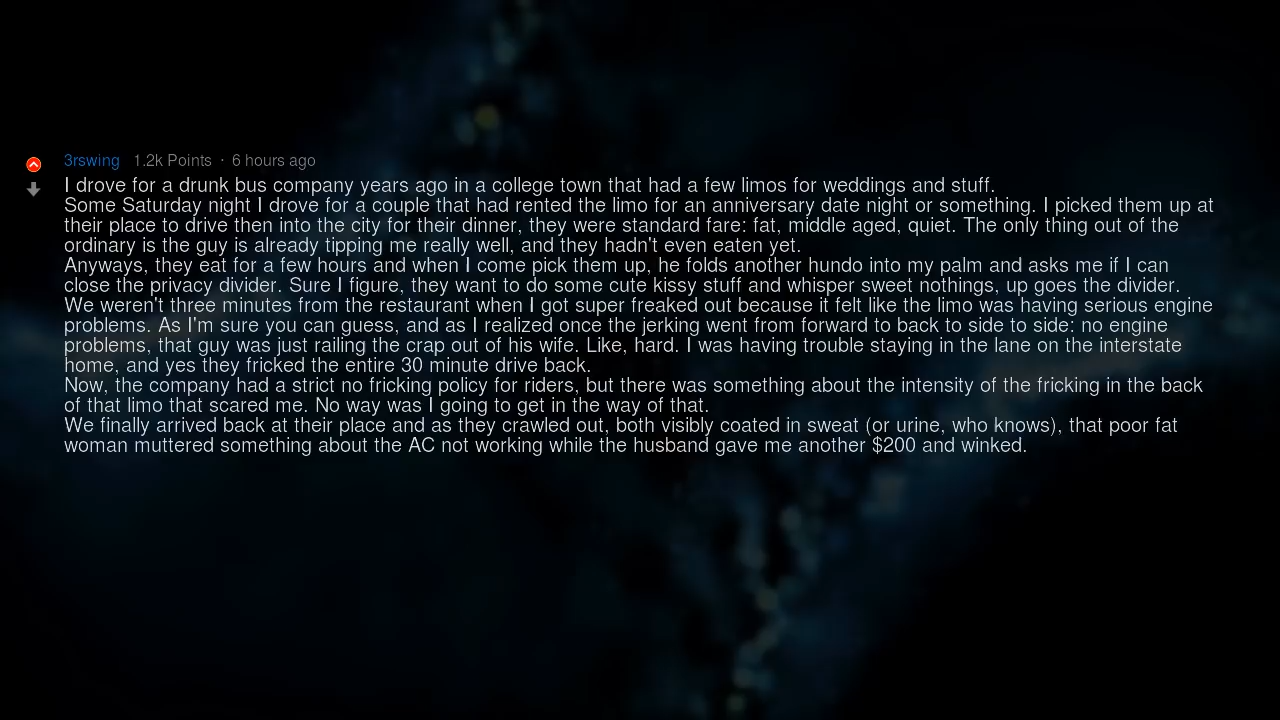 3rswing 1.2k Points · 6 hours ago
I drove for a drunk bus company years ago in a college town that had a few limos for weddings and stuff.
Some Saturday night I drove for a couple that had rented the limo for an anniversary date night or something. I picked them up at
their place to drive then into the city for their dinner, they were standard fare: fat, middle aged, quiet. The only thing out of the
ordinary is the guy is already tipping me really well, and they hadn't even eaten yet.
Anyways, they eat for a few hours and when I come pick them up, he folds another hundo into my palm and asks me if I can
close the privacy divider. Sure I figure, they want to do some cute kissy stuff and whisper sweet nothings, up goes the divider.
We weren't three minutes from the restaurant when I got super freaked out because it felt like the limo was having serious engine
problems. As I'm sure you can guess, and as I realized once the jerking went from forward to back to side to side: no engine
problems, that guy was just railing the crap out of his wife. Like, hard. I was having trouble staying in the lane on the interstate
home, and yes they fricked the entire 30 minute drive back.
Now, the company had a strict no fricking policy for riders, but there was something about the intensity of the fricking in the back
of that limo that scared me. No way was I going to get in the way of that.
We finally arrived back at their place and as they crawled out, both visibly coated in sweat (or urine, who knows), that poor fat
woman muttered something about the AC not working while the husband gave me another $200 and winked.